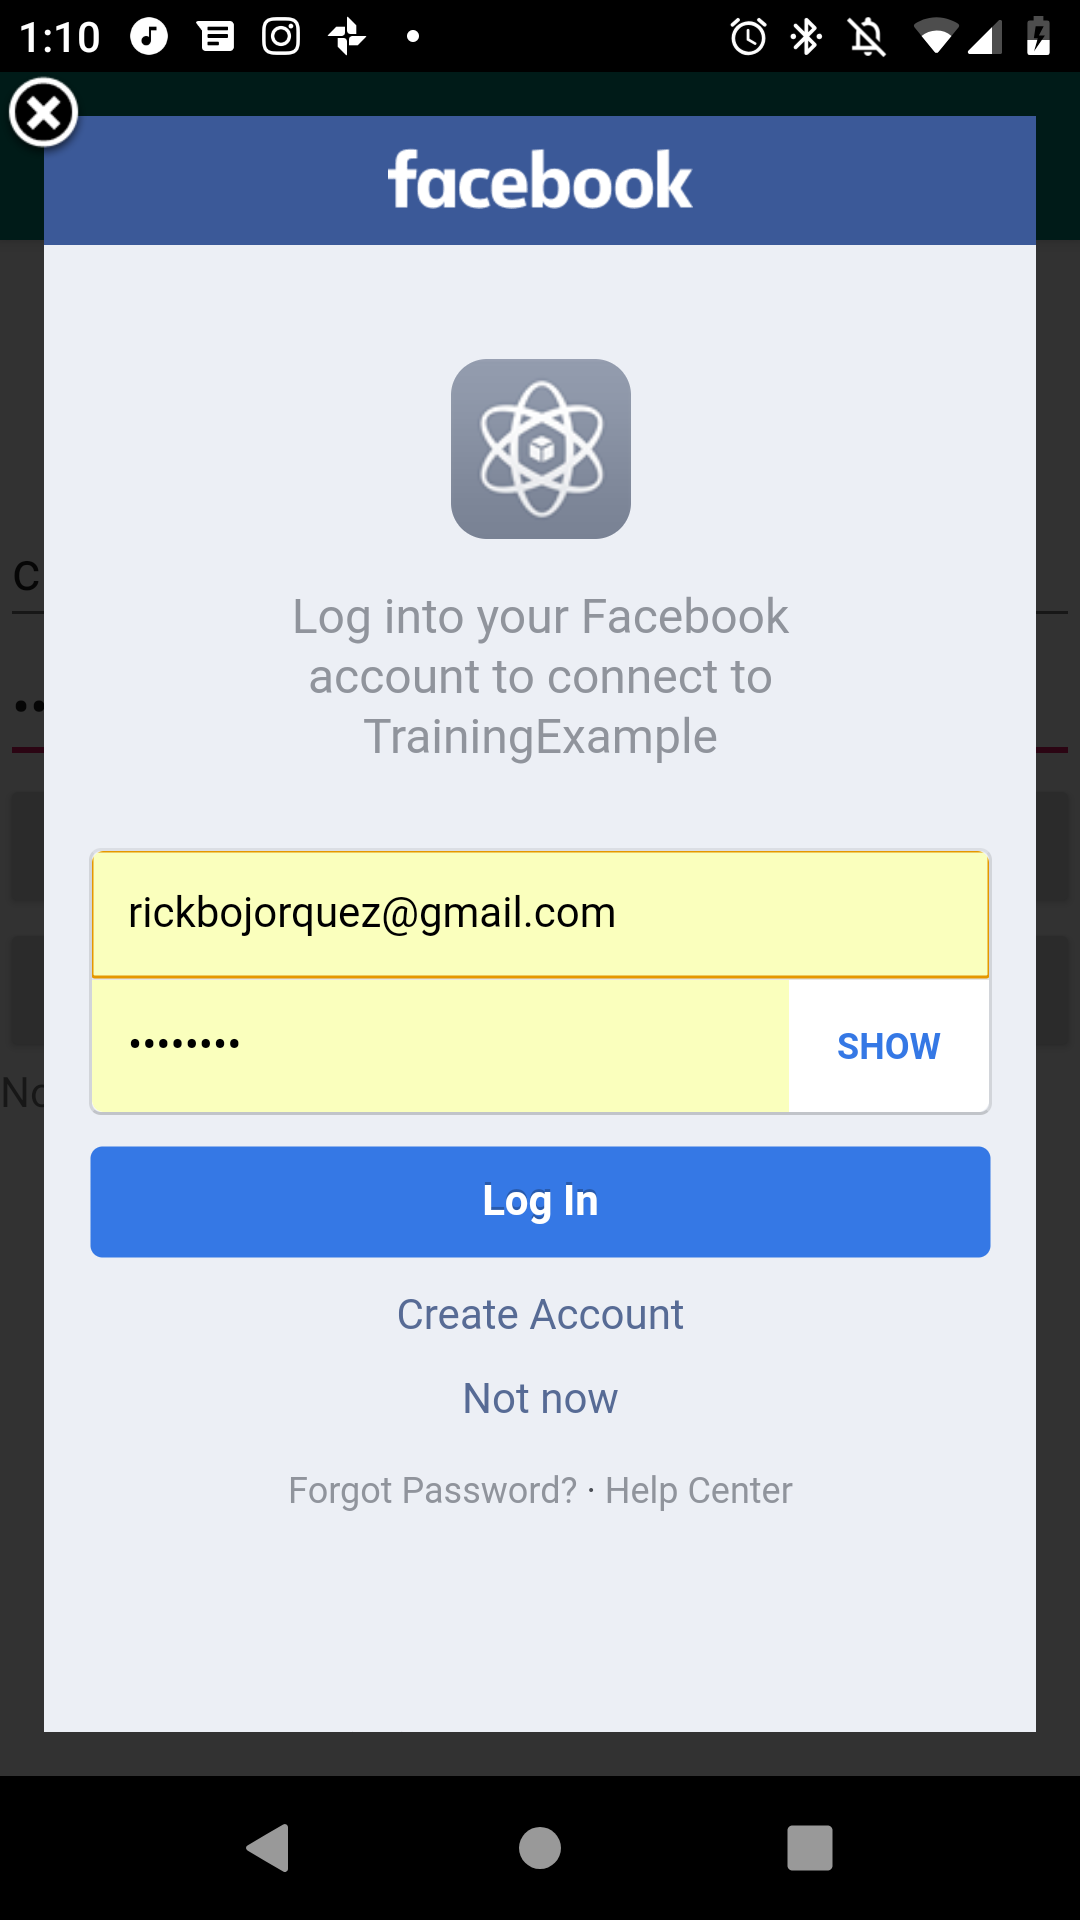 1:10
facebook
Log into your Facebook
account to connect to
TrainingExample
rickbojorquez@gmail.com
•••••••• SHOW
Log In
Create Account
Not now
Forgot Password? · Help Center